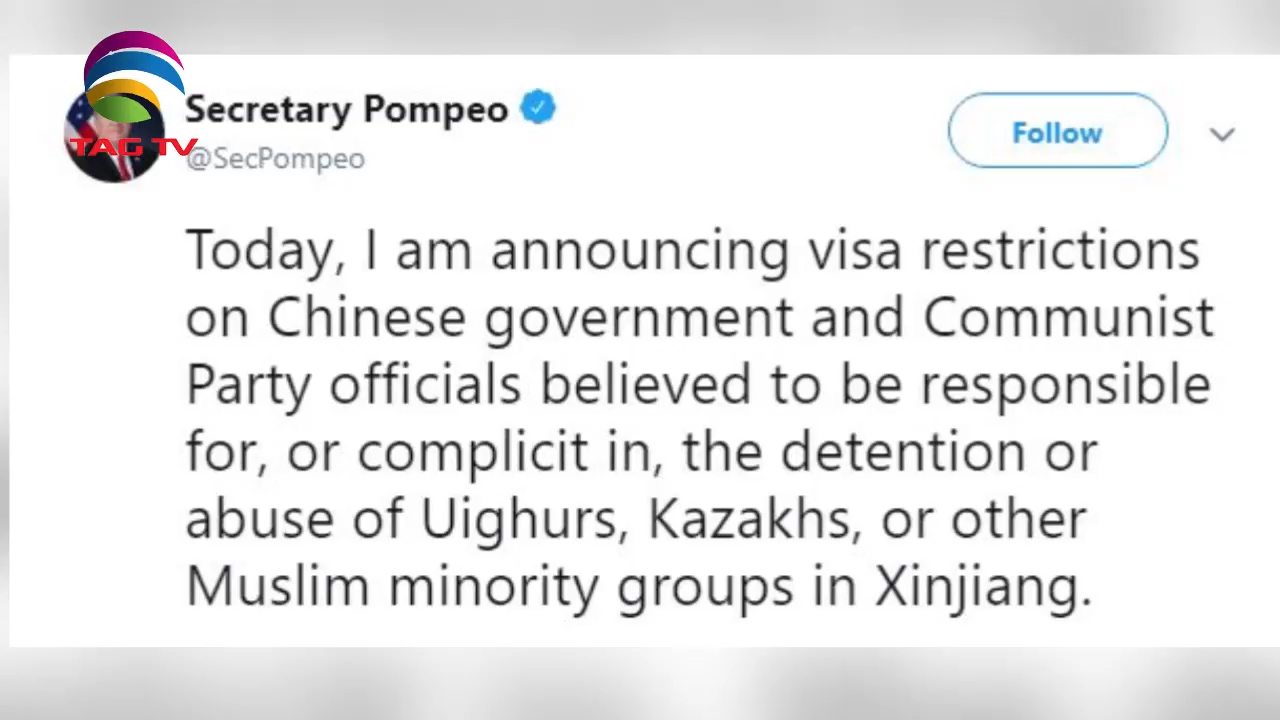 TAG TV
Secretary Pompeo
@SecPompeo
Follow
Today, I am announcing visa restrictions
on Chinese government and Communist
Party officials believed to be responsible
for, or complicit in, the detention or
abuse of Uighurs, Kazakhs, or other
Muslim minority groups in Xinjiang.